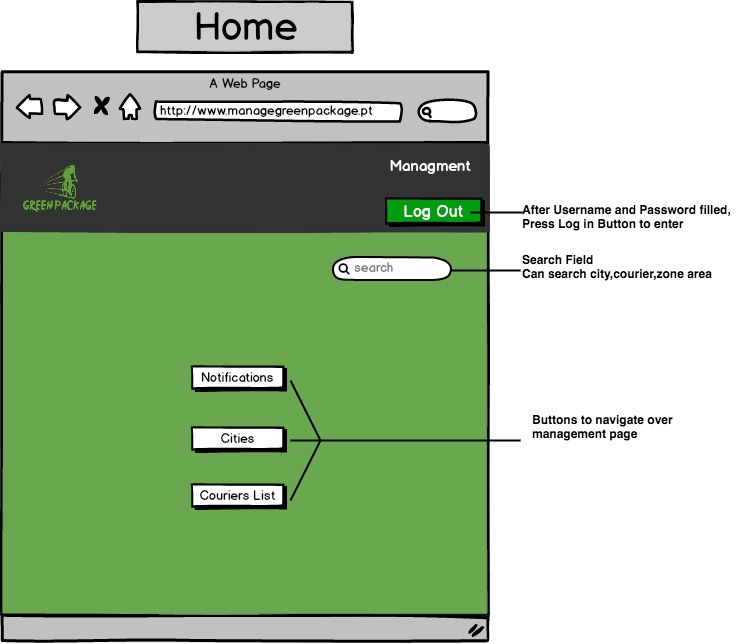 Home
A Web Page
http://www.managegreenpackage.pt
Managment
GREENPACKAGE
Log Out
After Username and Password filled,
Press Log in Button to enter
search
Search Field
Can search city,courier,zone area
Notifications
Cities
Couriers List
Buttons to navigate over
management page